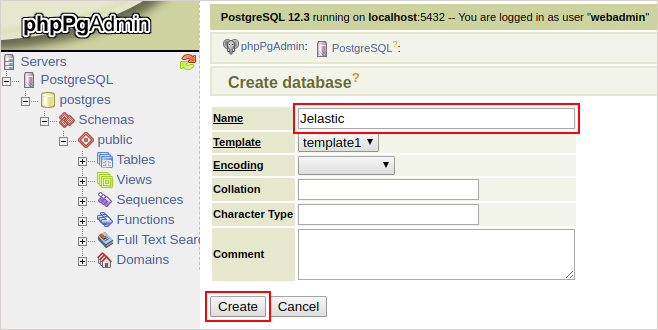 phpPgAdmin
Servers
PostgreSQL
postgres
Schemas
public
Tables
Views
Sequences
Functions
Full Text Sear
Domains
PostgreSQL 12.3 running on localhost:5432 -- You are logged in as user "webadmin"
phpPgAdmin: PostgreSQL?:
Create database?
Name Jelastic
Template template1
Encoding
Collation
Character Type
Comment
Create Cancel